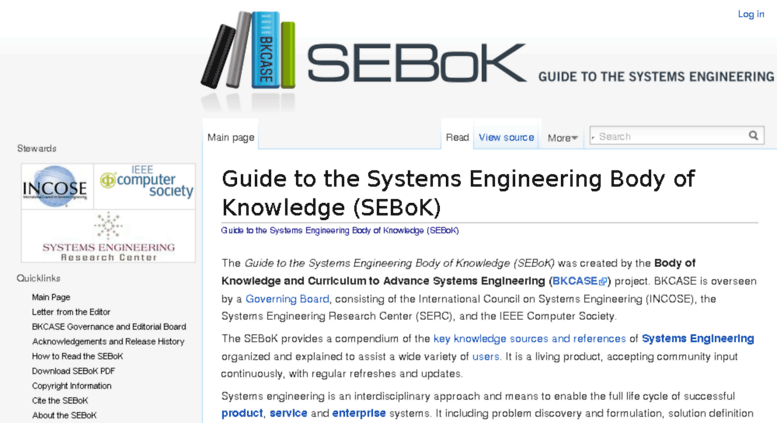 Log in
BKCASE
SEBoK
GUIDE TO THE SYSTEMS ENGINEERING
Main page
Read
View source
More
Search
Stewards
INCOSE
International Council on Systems Engineering
IEEE
computer
society
SYSTEMS ENGINEERING
Research Center
Quicklinks
Main Page
Letter from the Editor
BKCASE Governance and Editorial Board
Acknowledgements and Release History
How to Read the SEBoK
Download SEBoK PDF
Copyright Information
Cite the SEBoK
About the SEBoK
Guide to the Systems Engineering Body of
Knowledge (SEBoK)
Guide to the Systems Engineering Body of Knowledge (SEBoK)
The Guide to the Systems Engineering Body of Knowledge (SEBoK) was created by the Body of
Knowledge and Curriculum to Advance Systems Engineering (BKCASE) project. BKCASE is overseen
by a Governing Board, consisting of the International Council on Systems Engineering (INCOSE), the
Systems Engineering Research Center (SERC), and the IEEE Computer Society.
The SEBoK provides a compendium of the key knowledge sources and references of Systems Engineering
organized and explained to assist a wide variety of users. It is a living product, accepting community input
continuously, with regular refreshes and updates.
Systems engineering is an interdisciplinary approach and means to enable the full life cycle of successful
product, service and enterprise systems. It including problem discovery and formulation, solution definition